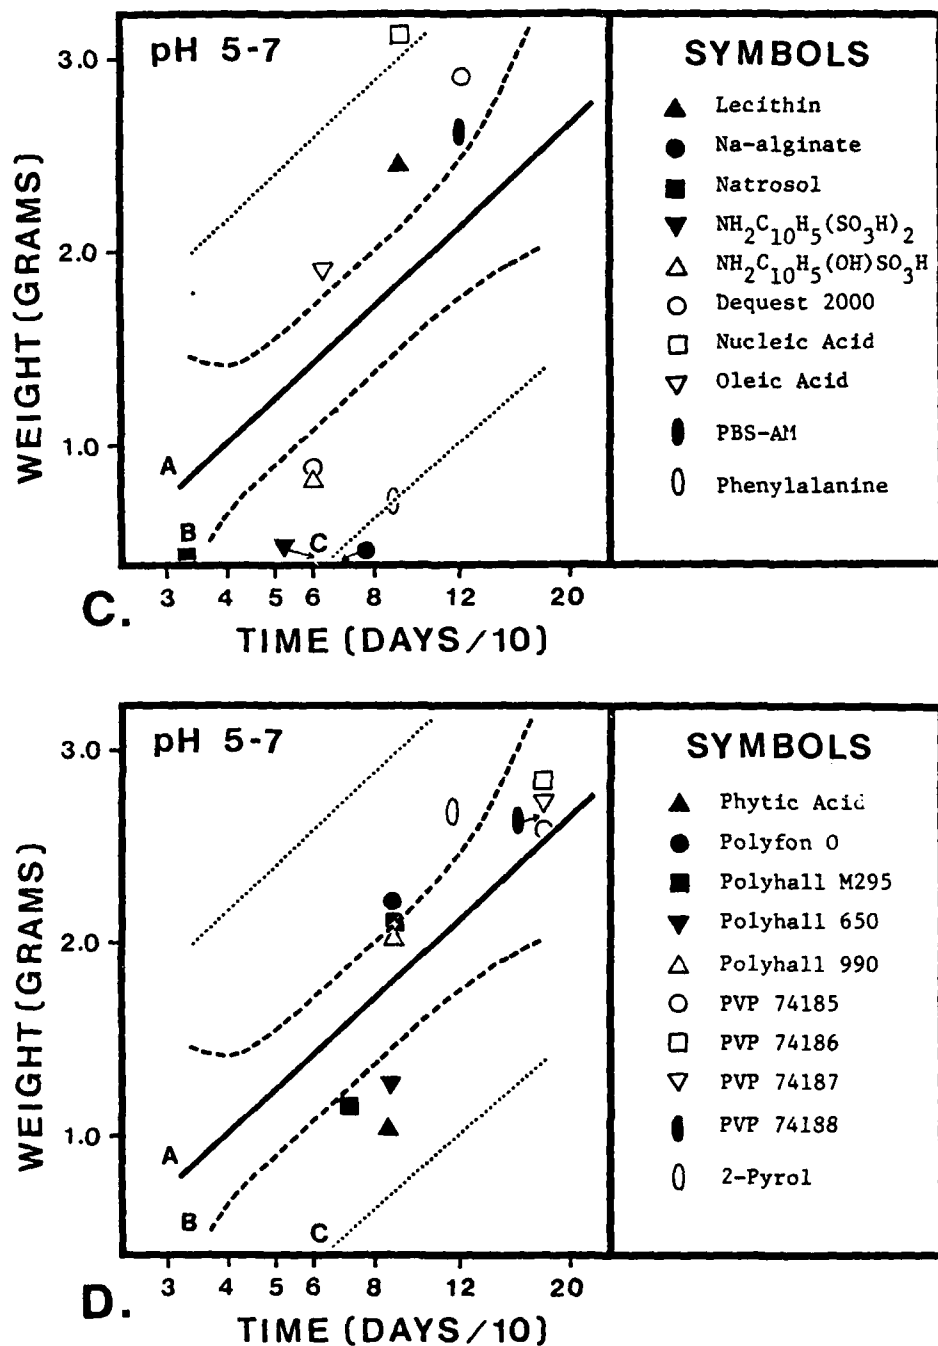 pH 5-7
3.0
2.0
1.0
WEIGHT (GRAMS)
A
B
C
3 4 5 6 8 12 20
C.
TIME (DAYS/10)
SYMBOLS
Lecithin
Na-alginate
Natrosol
NH2C10H5(SO3H)2
NH2C10H5(OH)SO3H
Dequest 2000
Nucleic Acid
Oleic Acid
PBS-AM
Phenylalanine
pH 5-7
3.0
2.0
1.0
WEIGHT (GRAMS)
A
B
C
3 4 5 6 8 12 20
D.
TIME (DAYS/10)
SYMBOLS
Phytic Acid
Polyfon O
Polyhall M295
Polyhall 650
Polyhall 990
PVP 74185
PVP 74186
PVP 74187
PVP 74188
2-Pyrol